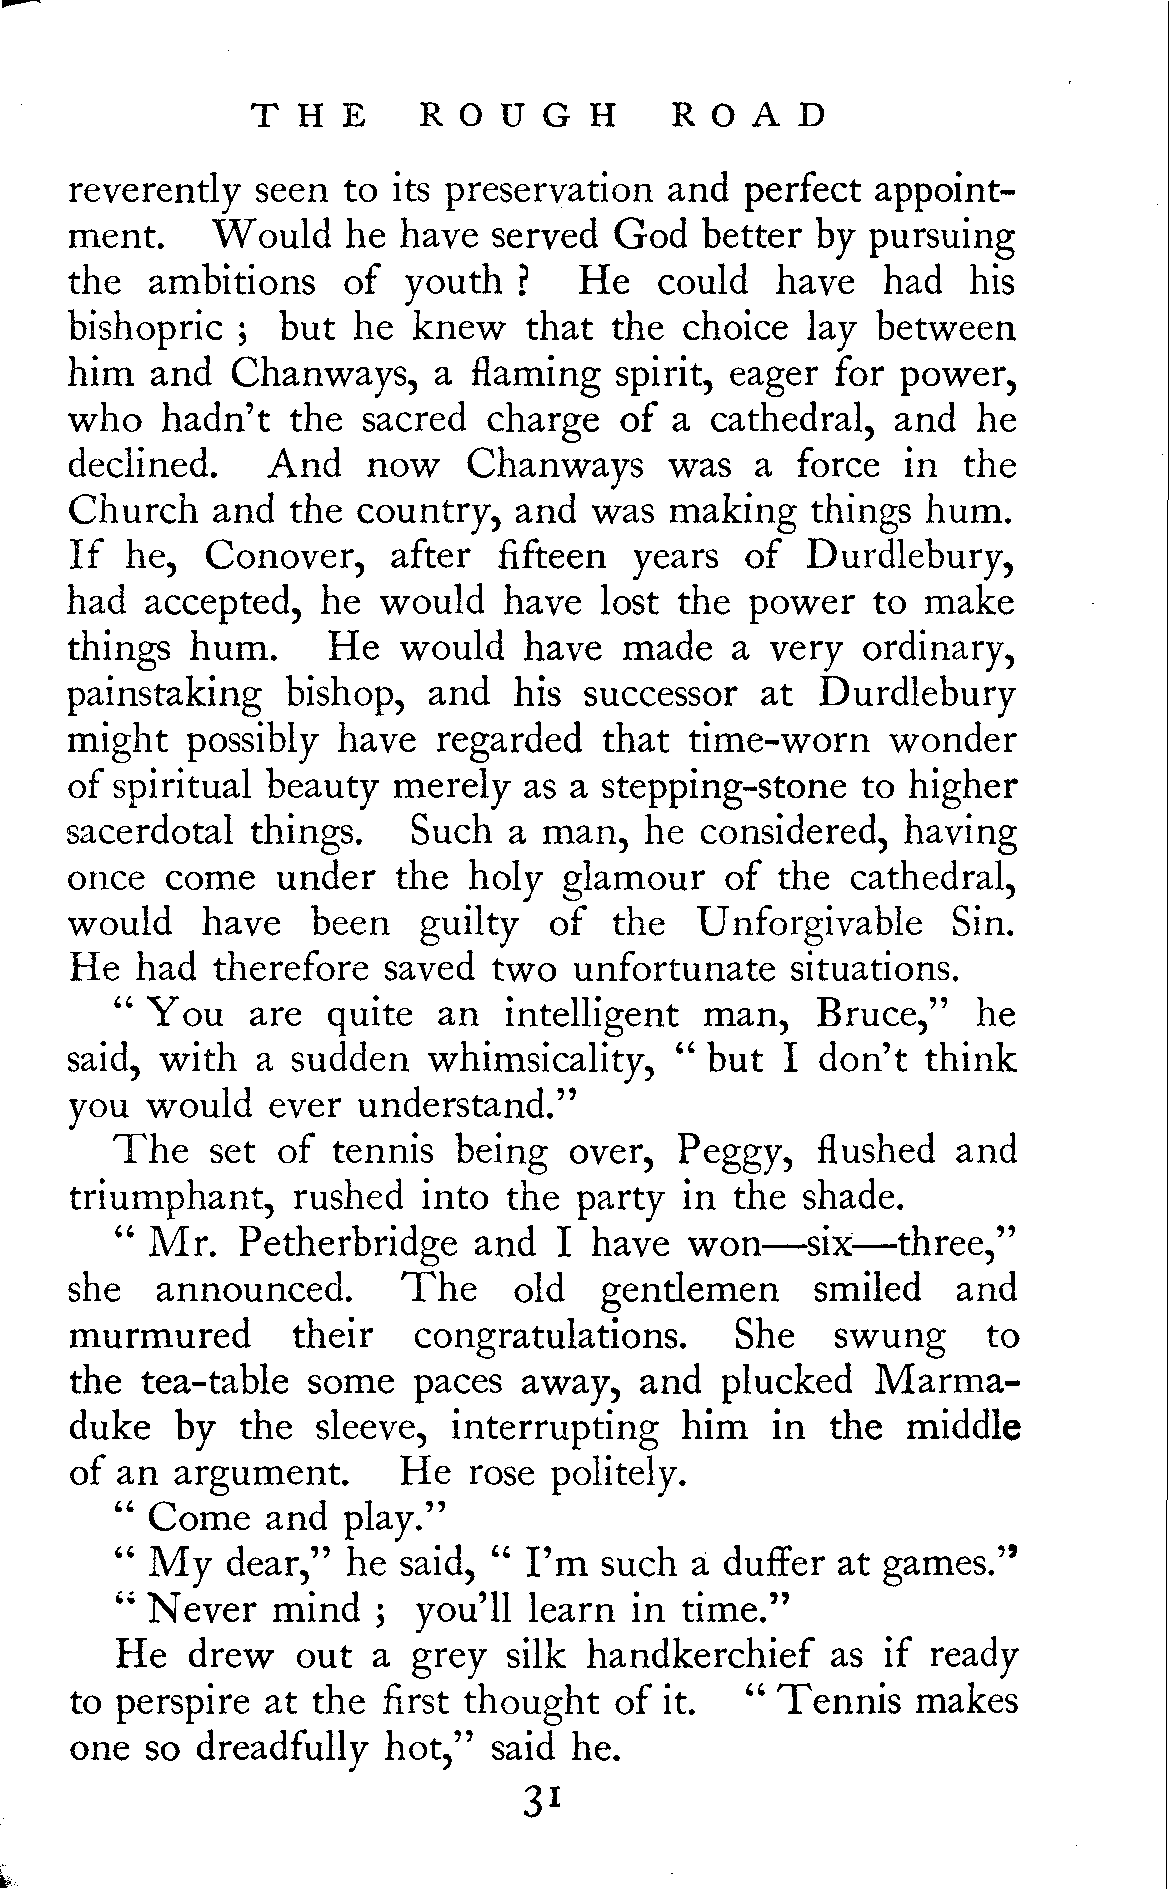 THE ROUGH ROAD
reverently seen to its preservation and perfect appoint-
ment. Would he have served God better by pursuing
the ambitions of youth ? He could have had his
bishopric ; but he knew that the choice lay between
him and Chanways, a flaming spirit, eager for power,
who hadn't the sacred charge of a cathedral, and he
declined. And now Chanways was a force in the
Church and the country, and was making things hum.
If he, Conover, after fifteen years of Durdlebury,
had accepted, he would have lost the power to make
things hum. He would have made a very ordinary,
painstaking bishop, and his successor at Durdlebury
might possibly have regarded that time-worn wonder
of spiritual beauty merely as a stepping-stone to higher
sacerdotal things. Such a man, he considered, having
once come under the holy glamour of the cathedral,
would have been guilty of the Unforgivable Sin.
He had therefore saved two unfortunate situations.
“ You are quite an intelligent man, Bruce,” he
said, with a sudden whimsicality, “ but I don't think
you would ever understand.”
The set of tennis being over, Peggy, flushed and
triumphant, rushed into the party in the shade.
“ Mr. Petherbridge and I have won—six—three,”
she announced. The old gentlemen smiled and
murmured their congratulations. She swung to
the tea-table some paces away, and plucked Marma-
duke by the sleeve, interrupting him in the middle
of an argument. He rose politely.
“ Come and play.”
“ My dear,” he said, “ I'm such a duffer at games.”
“ Never mind ; you'll learn in time.”
He drew out a grey silk handkerchief as if ready
to perspire at the first thought of it. “ Tennis makes
one so dreadfully hot,” said he.
31